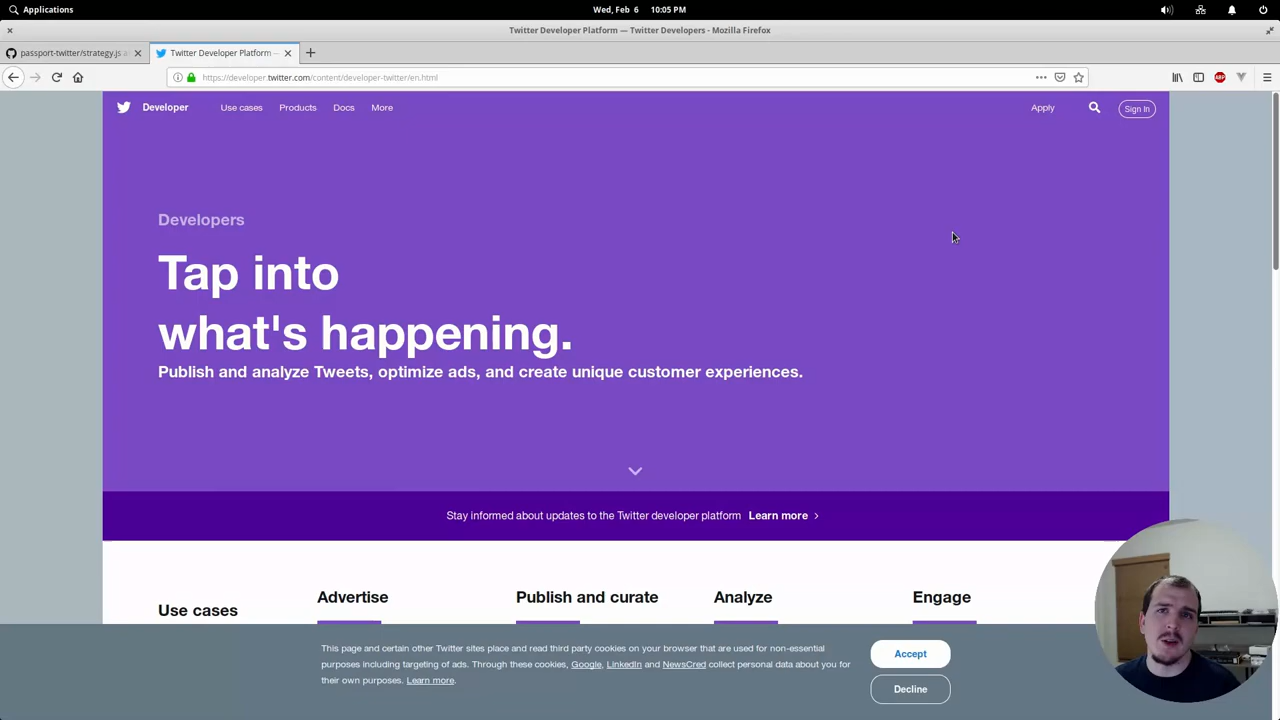 Applications
Wed, Feb 6 10:05 PM
Twitter Developer Platform — Twitter Developers - Mozilla Firefox
passport-twitter/strategy.js a
Twitter Developer Platform —
https://developer.twitter.com/content/developer-twitter/en.html
ABP
Developer
Use cases
Products
Docs
More
Apply
Sign In
Developers
Tap into
what's happening.
Publish and analyze Tweets, optimize ads, and create unique customer experiences.
Stay informed about updates to the Twitter developer platform Learn more
Use cases
Advertise
Publish and curate
Analyze
Engage
This page and certain other Twitter sites place and read third party cookies on your browser that are used for non-essential
purposes including targeting of ads. Through these cookies, Google, LinkedIn and NewsCred collect personal data about you for
their own purposes. Learn more.
Accept
Decline